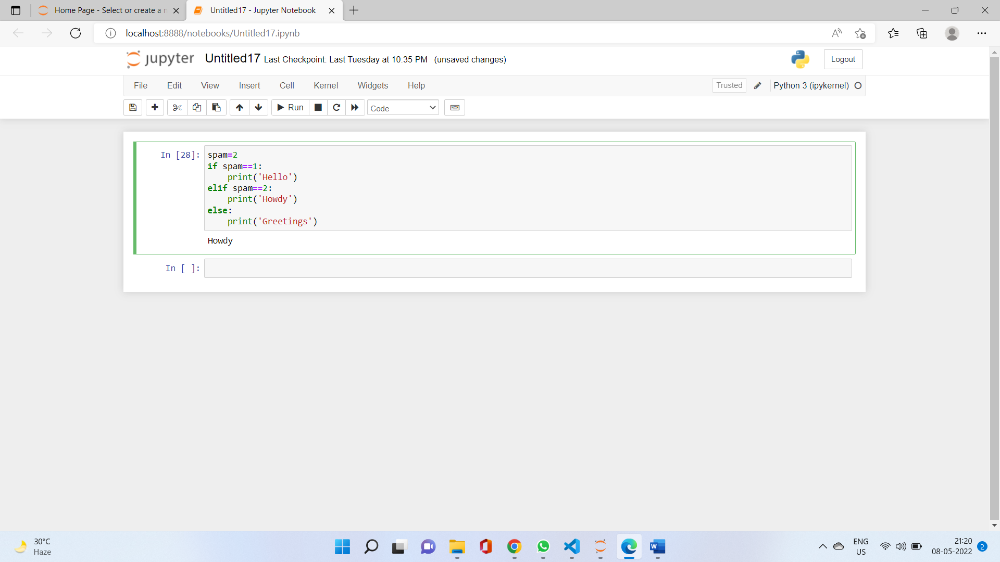 Home Page - Select or create a n
Untitled17 - Jupyter Notebook
localhost:8888/notebooks/Untitled17.ipynb
jupyter Untitled17 Last Checkpoint: Last Tuesday at 10:35 PM (unsaved changes)
Logout
File Edit View Insert Cell Kernel Widgets Help
Trusted Python 3 (ipykernel)
Run Code
In [28]: spam=2
if spam==1:
    print('Hello')
elif spam==2:
    print('Howdy')
else:
    print('Greetings')
Howdy
In [ ]:
30°C
Haze
W
ENG
US
21:20
08-05-2022
2